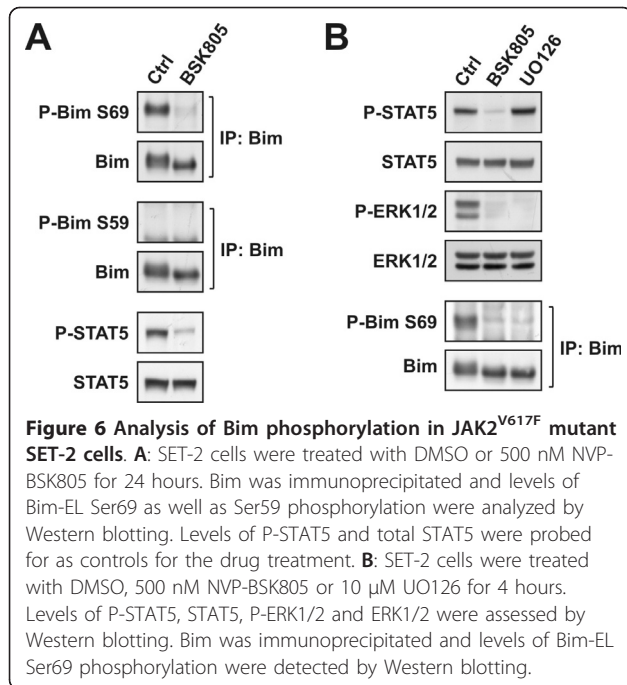 A
B
Ctrl
BSK805
P-Bim S69
Bim
IP: Bim
P-Bim S59
Bim
IP: Bim
P-STAT5
STAT5
Ctrl
BSK805
UO126
P-STAT5
STAT5
P-ERK1/2
ERK1/2
P-Bim S69
Bim
IP: Bim
Figure 6 Analysis of Bim phosphorylation in JAK2V617F mutant
SET-2 cells. A: SET-2 cells were treated with DMSO or 500 nM NVP-
BSK805 for 24 hours. Bim was immunoprecipitated and levels of
Bim-EL Ser69 as well as Ser59 phosphorylation were analyzed by
Western blotting. Levels of P-STAT5 and total STAT5 were probed
for as controls for the drug treatment. B: SET-2 cells were treated
with DMSO, 500 nM NVP-BSK805 or 10 μM UO126 for 4 hours.
Levels of P-STAT5, STAT5, P-ERK1/2 and ERK1/2 were assessed by
Western blotting. Bim was immunoprecipitated and levels of Bim-EL
Ser69 phosphorylation were detected by Western blotting.